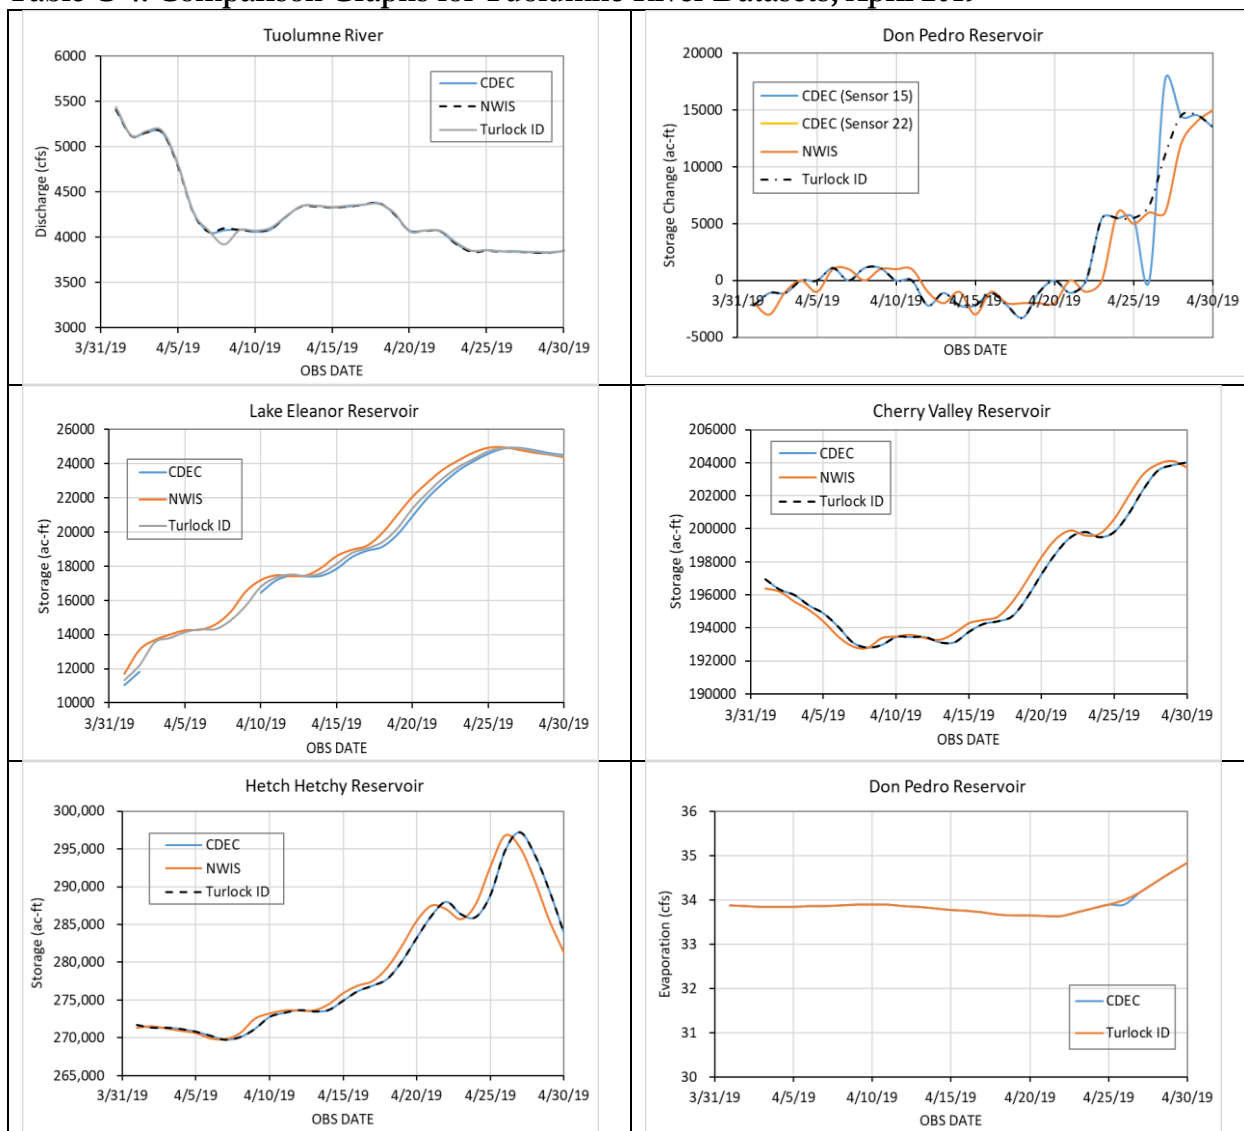 Table C-4. Comparison Graphs for Tuolumne River Datasets, April 2019
Tuolumne River
6000
5500
5000
4500
4000
3500
3000
Discharge (cfs)
CDEC
NWIS
Turlock ID
3/31/19 4/5/19 4/10/19 4/15/19 4/20/19 4/25/19 4/30/19
OBS DATE
Don Pedro Reservoir
20000
15000
10000
5000
0
-5000
Storage Change (ac-ft)
CDEC (Sensor 15)
CDEC (Sensor 22)
NWIS
Turlock ID
3/31/19 4/5/19 4/10/19 4/15/19 4/20/19 4/25/19 4/30/19
OBS DATE
Lake Eleanor Reservoir
26000
24000
22000
20000
18000
16000
14000
12000
10000
Storage (ac-ft)
CDEC
NWIS
Turlock ID
3/31/19 4/5/19 4/10/19 4/15/19 4/20/19 4/25/19 4/30/19
OBS DATE
Cherry Valley Reservoir
206000
204000
202000
200000
198000
196000
194000
192000
190000
Storage (ac-ft)
CDEC
NWIS
Turlock ID
3/31/19 4/5/19 4/10/19 4/15/19 4/20/19 4/25/19 4/30/19
OBS DATE
Hetch Hetchy Reservoir
300,000
295,000
290,000
285,000
280,000
275,000
270,000
265,000
Storage (ac-ft)
CDEC
NWIS
Turlock ID
3/31/19 4/5/19 4/10/19 4/15/19 4/20/19 4/25/19 4/30/19
OBS DATE
Don Pedro Reservoir
36
35
34
33
32
31
30
Evaporation (cfs)
CDEC
Turlock ID
3/31/19 4/5/19 4/10/19 4/15/19 4/20/19 4/25/19 4/30/19
OBS DATE